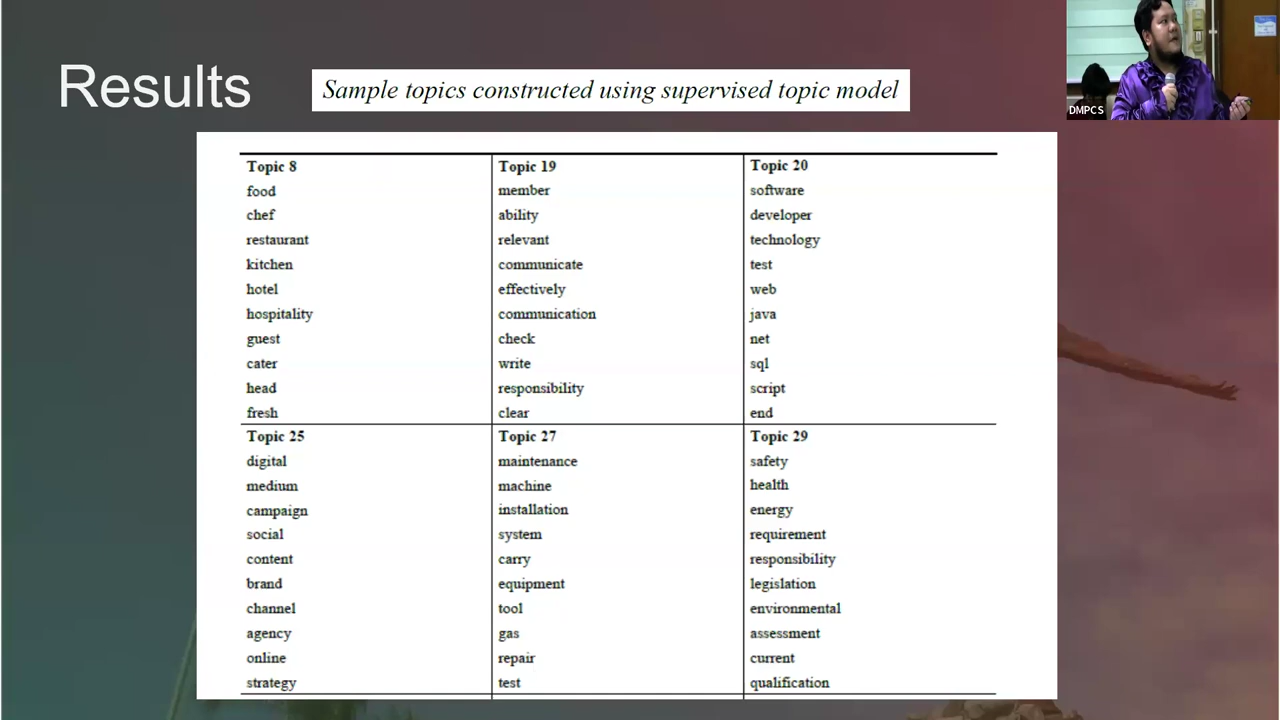 Results
Sample topics constructed using supervised topic model
DMPCS
Topic 8
food
chef
restaurant
kitchen
hotel
hospitality
guest
cater
head
fresh
Topic 19
member
ability
relevant
communicate
effectively
communication
check
write
responsibility
clear
Topic 20
software
developer
technology
test
web
java
net
sql
script
end
Topic 25
digital
medium
campaign
social
content
brand
channel
agency
online
strategy
Topic 27
maintenance
machine
installation
system
carry
equipment
tool
gas
repair
test
Topic 29
safety
health
energy
requirement
responsibility
legislation
environmental
assessment
current
qualification